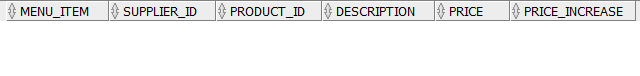 MENU_ITEM SUPPLIER_ID PRODUCT_ID DESCRIPTION PRICE PRICE_INCREASE